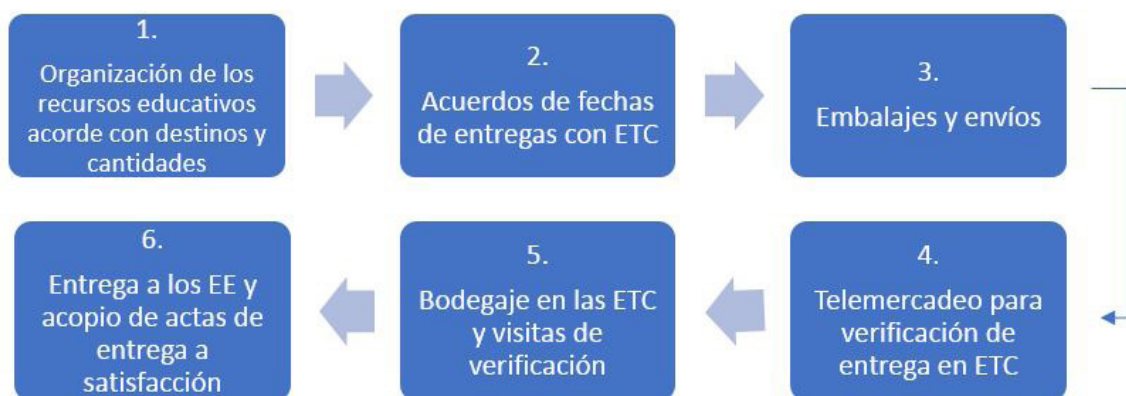 1.
Organización de los
recursos educativos
acorde con destinos y
cantidades
2.
Acuerdos de fechas
de entregas con ETC
3.
Embalajes y envíos
4.
Telemercadeo para
verificación de
entrega en ETC
5.
Bodegaje en las ETC
y visitas de
verificación
6.
Entrega a los EE y
acopio de actas de
entrega a
satisfacción